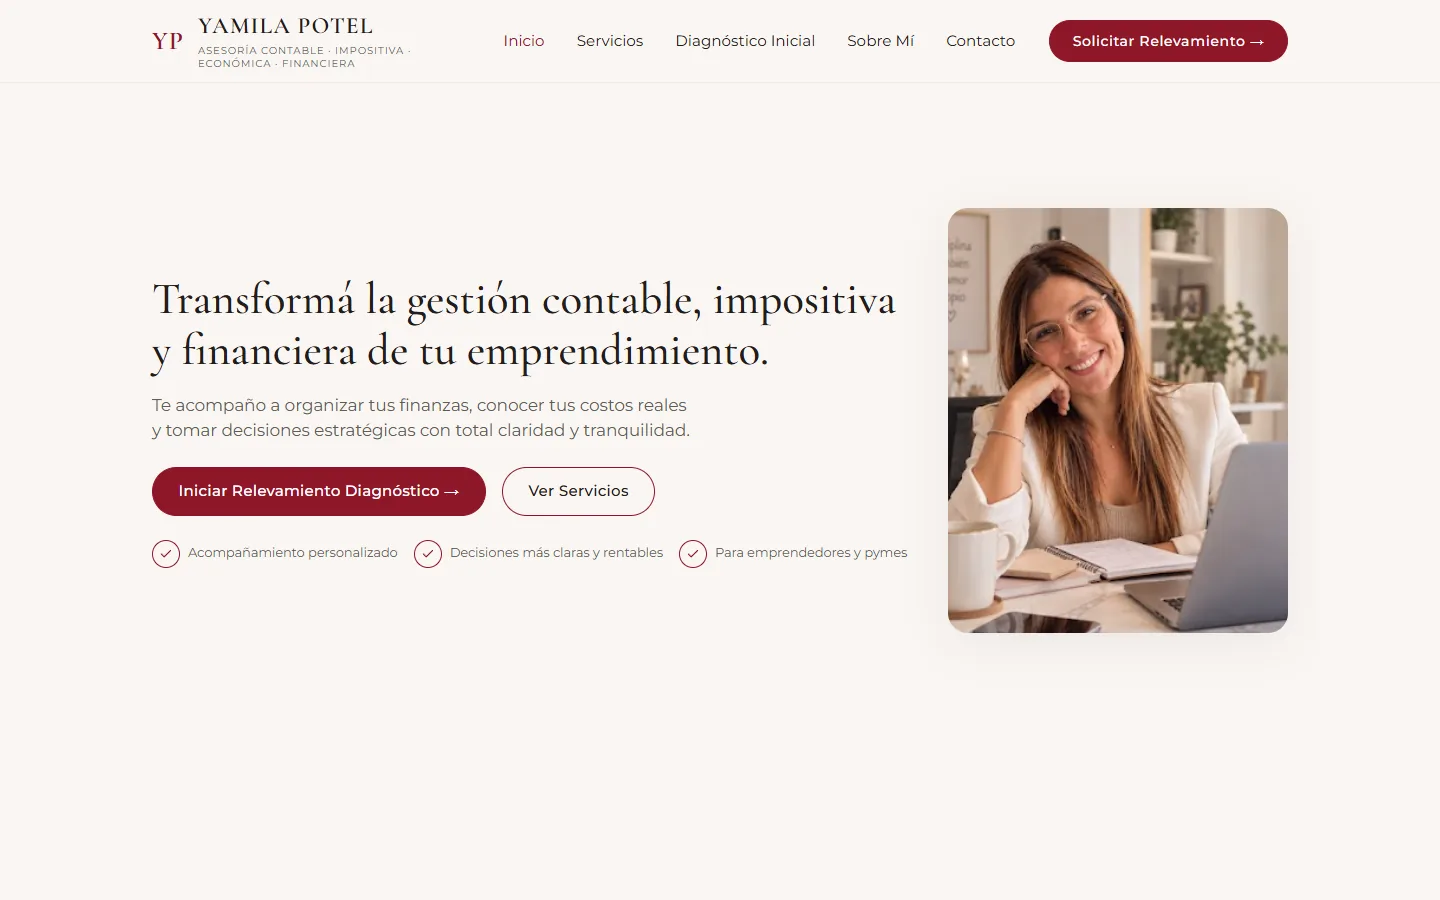 YP
YAMILA POTEL
ASESORÍA CONTABLE · IMPOSITIVA ·
ECONÓMICA · FINANCIERA
Inicio
Servicios
Diagnóstico Inicial
Sobre Mí
Contacto
Solicitar Relevamiento →
Transformá la gestión contable, impositiva
y financiera de tu emprendimiento.
Te acompaño a organizar tus finanzas, conocer tus costos reales
y tomar decisiones estratégicas con total claridad y tranquilidad.
Iniciar Relevamiento Diagnóstico →
Ver Servicios
Acompañamiento personalizado
Decisiones más claras y rentables
Para emprendedores y pymes